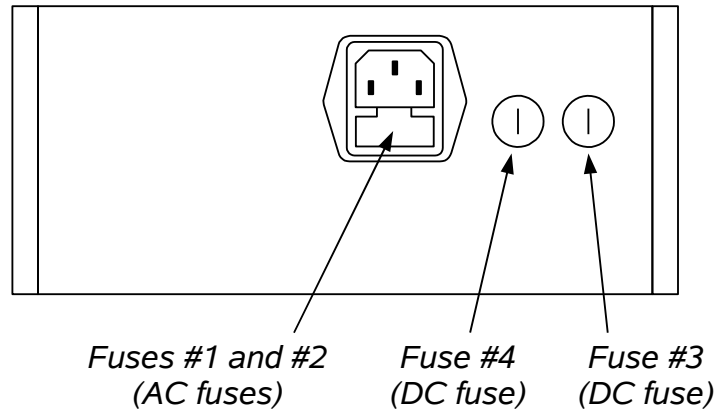 Fuses #1 and #2
(AC fuses)
Fuse #4
(DC fuse)
Fuse #3
(DC fuse)